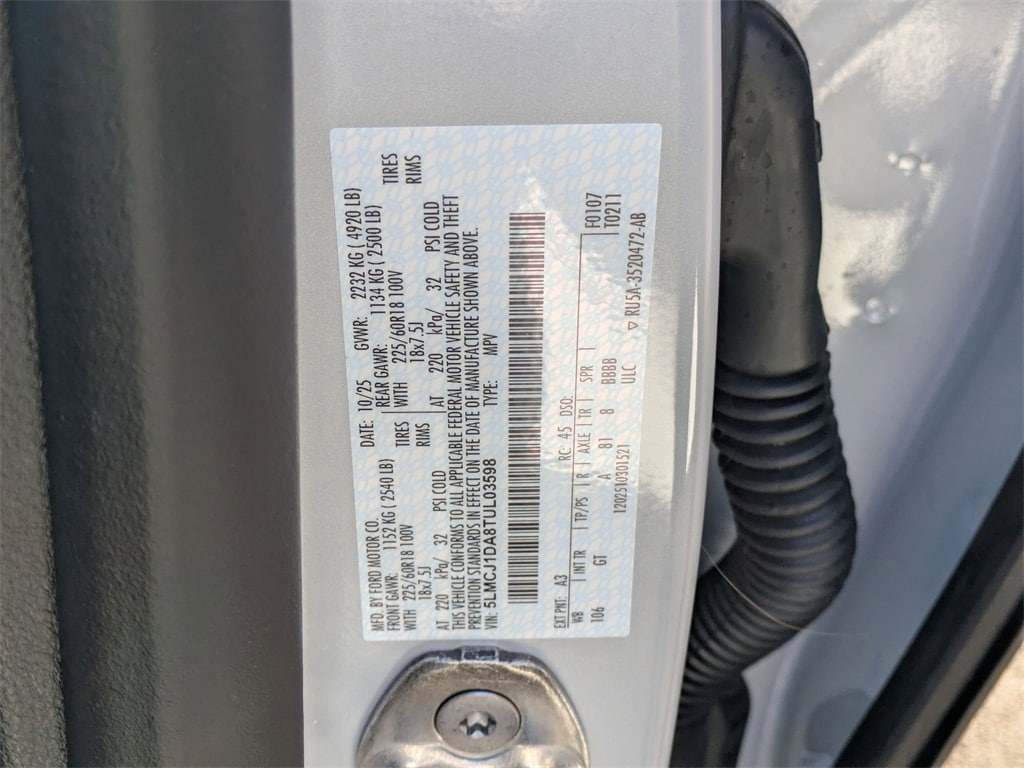 MFD. BY FORD MOTOR CO.
DATE: 10/25 GVWR: 2232 KG ( 4920 LB)
FRONT GAWR: 1152 KG ( 2540 LB)
REAR GAWR: 1134 KG ( 2500 LB)
WITH 225/60R18 100V TIRES
WITH 225/60R18 100V TIRES
18x7.5J RIMS
18x7.5J RIMS
AT 220 kPa/ 32 PSI COLD
AT 220 kPa/ 32 PSI COLD
THIS VEHICLE CONFORMS TO ALL APPLICABLE FEDERAL MOTOR VEHICLE SAFETY AND THEFT
PREVENTION STANDARDS IN EFFECT ON THE DATE OF MANUFACTURE SHOWN ABOVE.
VIN: 5LMCJ1DA8TUL03598 TYPE: MPV
EXT PNT: A3 RC: 45 DSO: F0107
WB INT TR TP/PS R AXLE TR SPR T0211
106 GT A 81 8 BBBB
1202510301521 ULC ▽ RU5A-3520472-AB